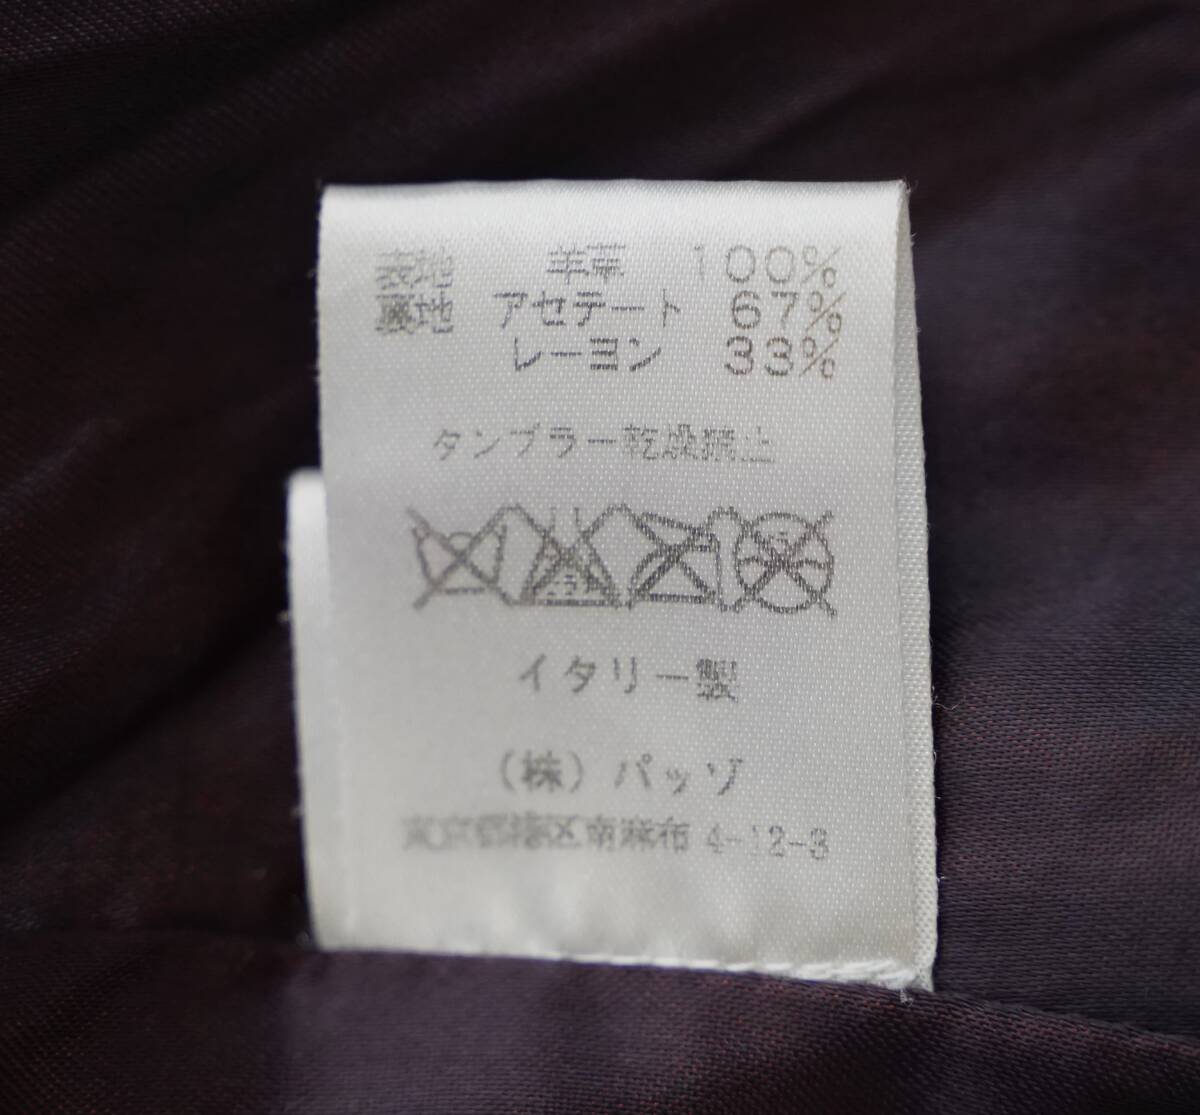 表地 羊革 100%
裏地 アセテート 67%
レーヨン 33%
タンブラー乾燥禁止
イタリー製
(株)パッゾ
東京都港区南麻布 4-12-3